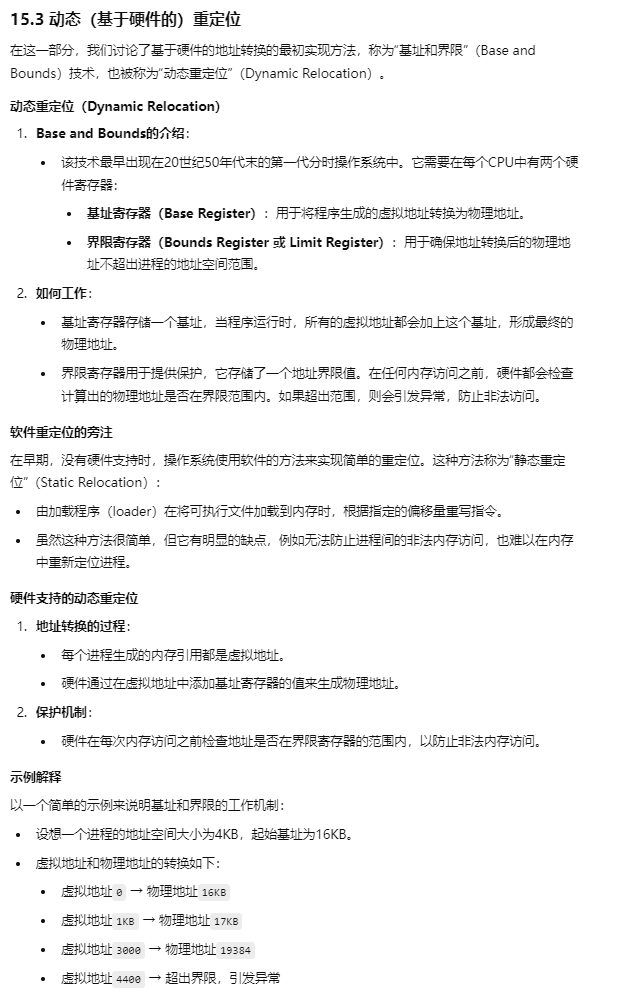 15.3 动态（基于硬件的）重定位
在这一部分，我们讨论了基于硬件的地址转换的最初实现方法，称为“基址和界限”（Base and
Bounds）技术，也被称为“动态重定位”（Dynamic Relocation）。
动态重定位（Dynamic Relocation）
1. Base and Bounds的介绍：
• 该技术最早出现在20世纪50年代末的第一代分时操作系统中。它需要在每个CPU中有两个硬
件寄存器：
• 基址寄存器（Base Register）：用于将程序生成的虚拟地址转换为物理地址。
• 界限寄存器（Bounds Register 或 Limit Register）：用于确保地址转换后的物理地
址不超出进程的地址空间范围。
2. 如何工作：
• 基址寄存器存储一个基址，当程序运行时，所有的虚拟地址都会加上这个基址，形成最终的
物理地址。
• 界限寄存器用于提供保护，它存储了一个地址界限值。在任何内存访问之前，硬件都会检查
计算出的物理地址是否在界限范围内。如果超出范围，则会引发异常，防止非法访问。
软件重定位的旁注
在早期，没有硬件支持时，操作系统使用软件的方法来实现简单的重定位。这种方法称为“静态重定
位”（Static Relocation）：
• 由加载程序（loader）在将可执行文件加载到内存时，根据指定的偏移量重写指令。
• 虽然这种方法很简单，但它有明显的缺点，例如无法防止进程间的非法内存访问，也难以在内存
中重新定位进程。
硬件支持的动态重定位
1. 地址转换的过程：
• 每个进程生成的内存引用都是虚拟地址。
• 硬件通过在虚拟地址中添加基址寄存器的值来生成物理地址。
2. 保护机制：
• 硬件在每次内存访问之前检查地址是否在界限寄存器的范围内，以防止非法内存访问。
示例解释
以一个简单的示例来说明基址和界限的工作机制：
• 设想一个进程的地址空间大小为4KB，起始基址为16KB。
• 虚拟地址和物理地址的转换如下：
• 虚拟地址 0 → 物理地址 16KB
• 虚拟地址 1KB → 物理地址 17KB
• 虚拟地址 3000 → 物理地址 19384
• 虚拟地址 4400 → 超出界限，引发异常